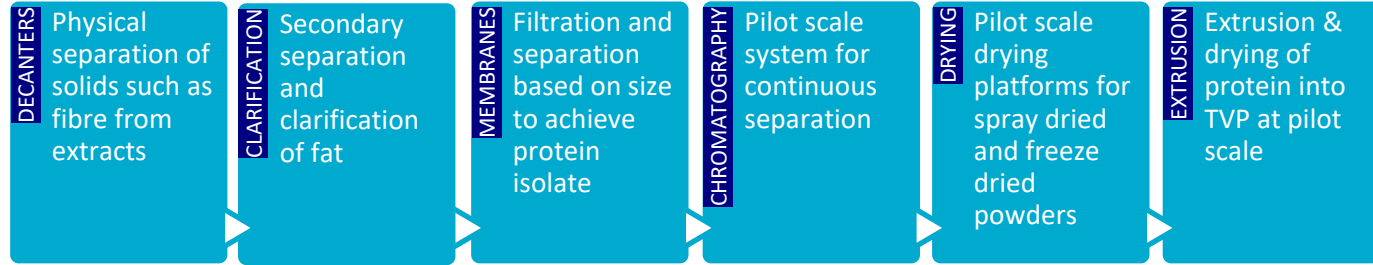 DECANTERS
Physical
separation of
solids such as
fibre from
extracts
CLARIFICATION
Secondary
separation
and
clarification
of fat
MEMBRANES
Filtration and
separation
based on size
to achieve
protein
isolate
CHROMATOGRAPHY
Pilot scale
system for
continuous
separation
DRYING
Pilot scale
drying
platforms for
spray dried
and freeze
dried
powders
EXTRUSION
Extrusion &
drying of
protein into
TVP at pilot
scale